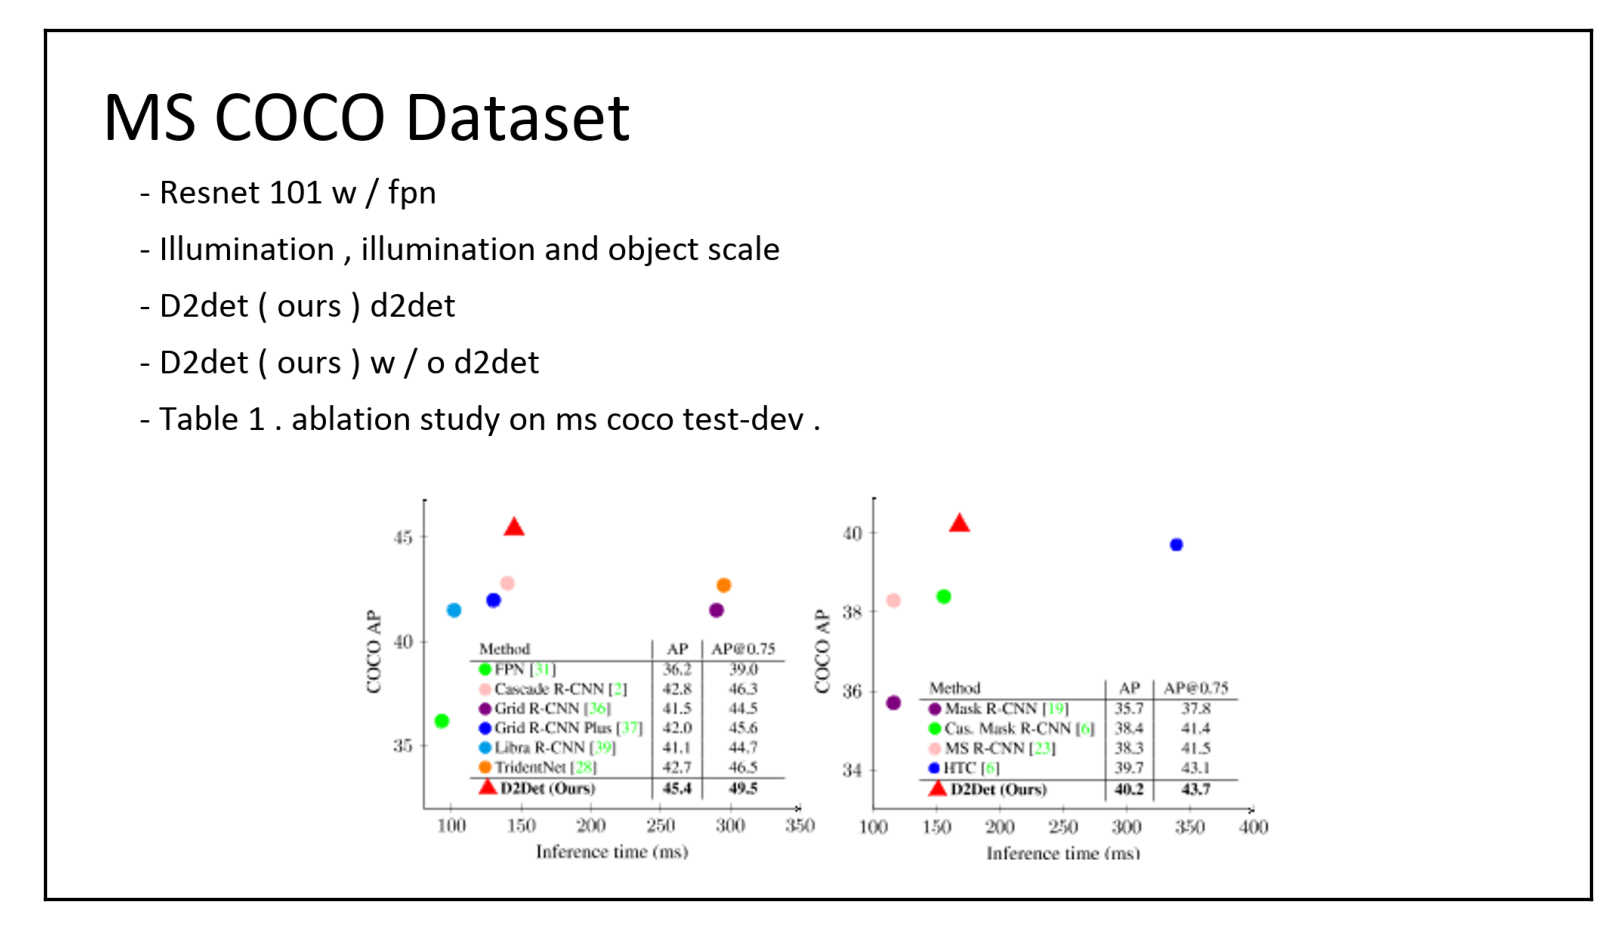 MS COCO Dataset
- Resnet 101 w / fpn
- Illumination , illumination and object scale
- D2det ( ours ) d2det
- D2det ( ours ) w / o d2det
- Table 1 . ablation study on ms coco test-dev .
COCO AP
45
40
35
Method AP AP@0.75
FPN [31] 36.2 39.0
Cascade R-CNN [2] 42.8 46.3
Grid R-CNN [36] 41.5 44.5
Grid R-CNN Plus [37] 42.0 45.6
Libra R-CNN [39] 41.1 44.7
TridentNet [28] 42.7 46.5
D2Det (Ours) 45.4 49.5
100 150 200 250 300 350
Inference time (ms)
COCO AP
40
38
36
34
Method AP AP@0.75
Mask R-CNN [19] 35.7 37.8
Cas. Mask R-CNN [6] 38.4 41.4
MS R-CNN [23] 38.3 41.5
HTC [6] 39.7 43.1
D2Det (Ours) 40.2 43.7
100 150 200 250 300 350 400
Inference time (ms)